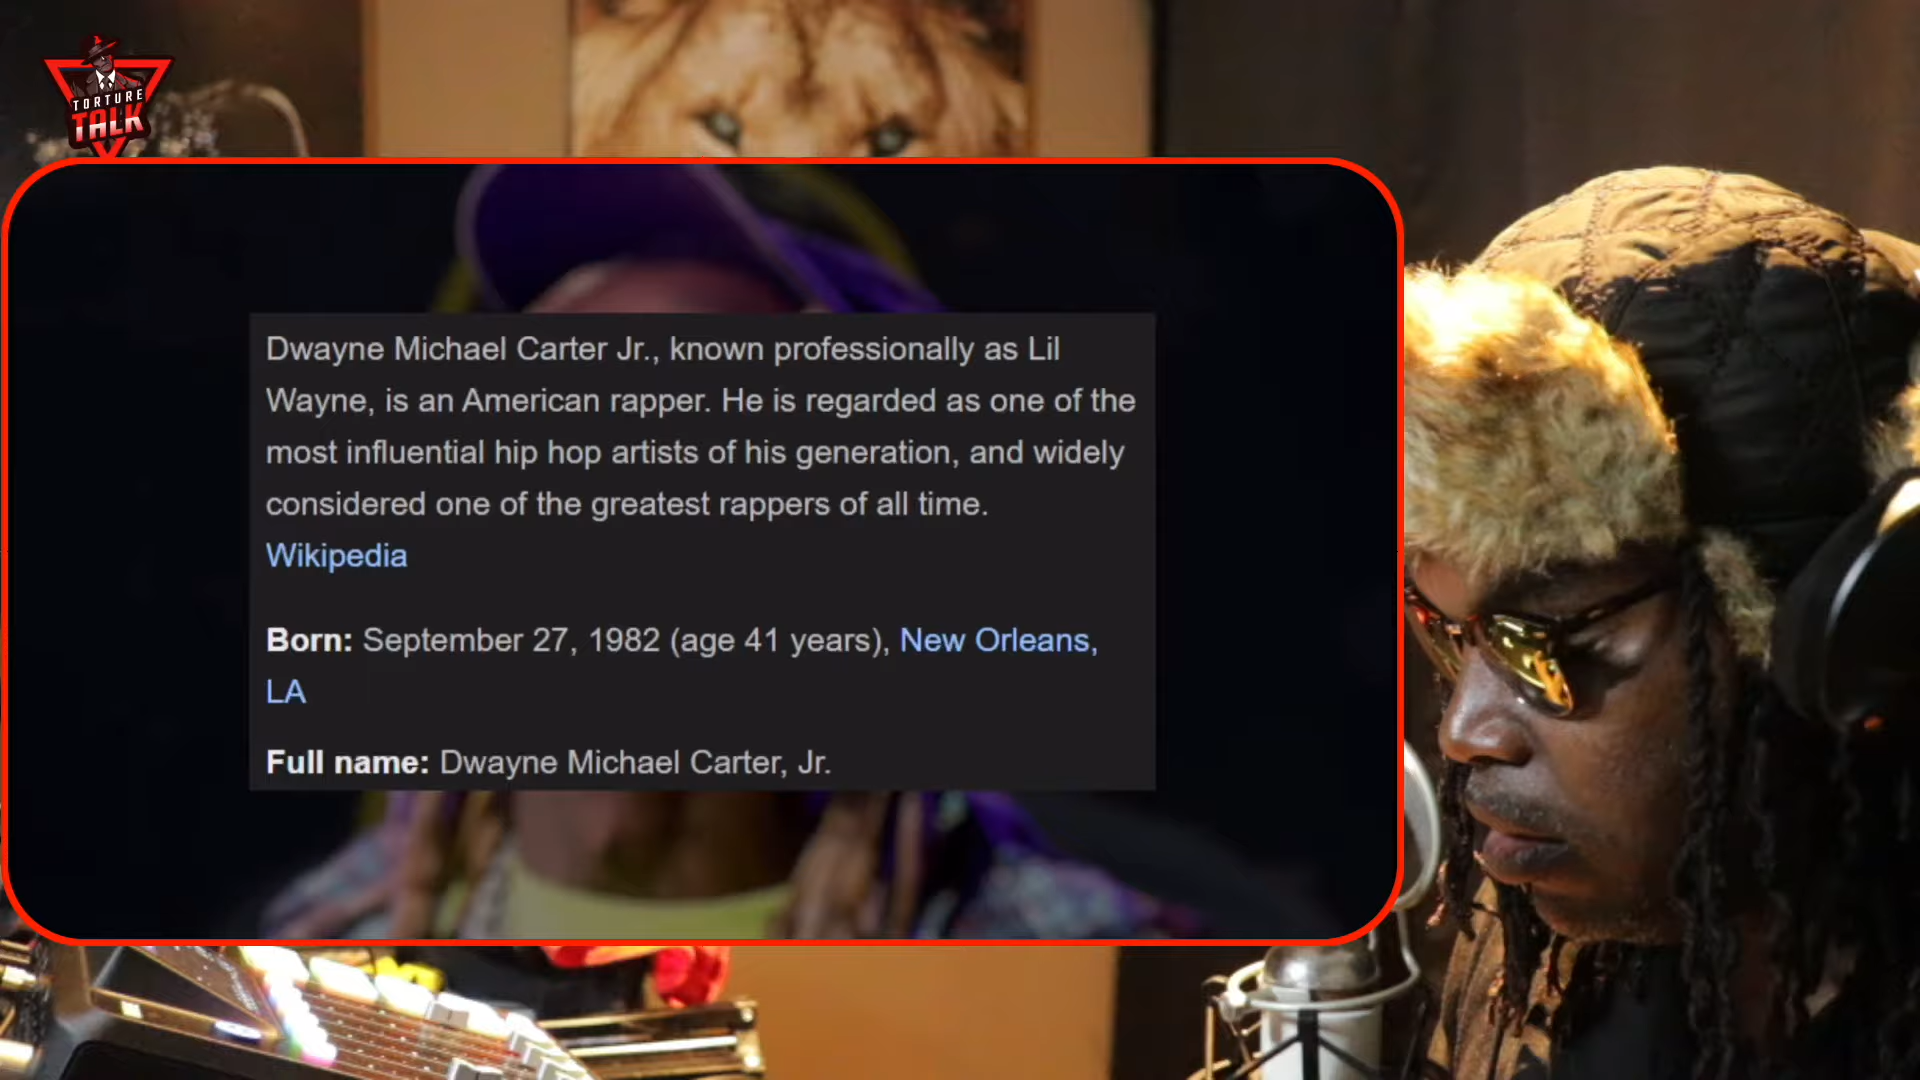 TORTURE
TALK
Dwayne Michael Carter Jr., known professionally as Lil
Wayne, is an American rapper. He is regarded as one of the
most influential hip hop artists of his generation, and widely
considered one of the greatest rappers of all time.
Wikipedia
Born: September 27, 1982 (age 41 years), New Orleans,
LA
Full name: Dwayne Michael Carter, Jr.